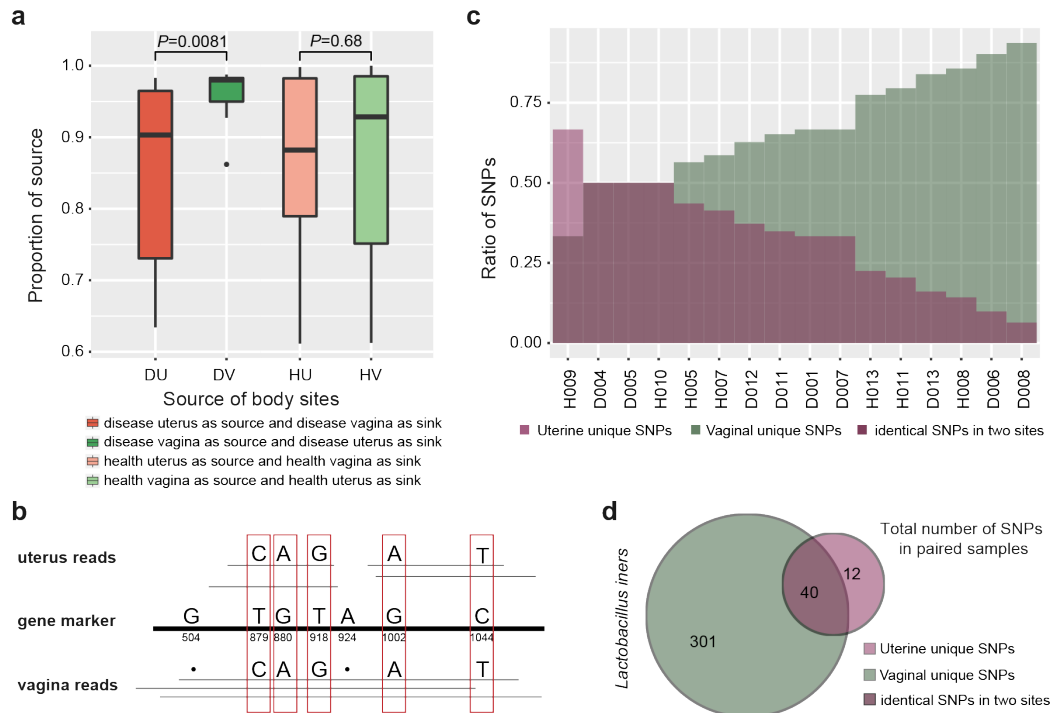 a
P=0.0081
P=0.68
1.0
0.9
0.8
0.7
0.6
Proportion of source
DU DV HU HV
Source of body sites
disease uterus as source and disease vagina as sink
disease vagina as source and disease uterus as sink
health uterus as source and health vagina as sink
health vagina as source and health uterus as sink
c
0.75
0.50
0.25
0.00
Ratio of SNPs
H009 D004 D005 H010 H005 H007 D012 D011 D001 D007 H013 H011 D013 H008 D006 D008
Uterine unique SNPs Vaginal unique SNPs identical SNPs in two sites
b
uterus reads
C A G A T
gene marker
G T G T A G C
504 879 880 918 924 1002 1044
vagina reads
• C A G • A T
d
Lactobacillus iners
Total number of SNPs
in paired samples
12
40
301
Uterine unique SNPs
Vaginal unique SNPs
identical SNPs in two sites